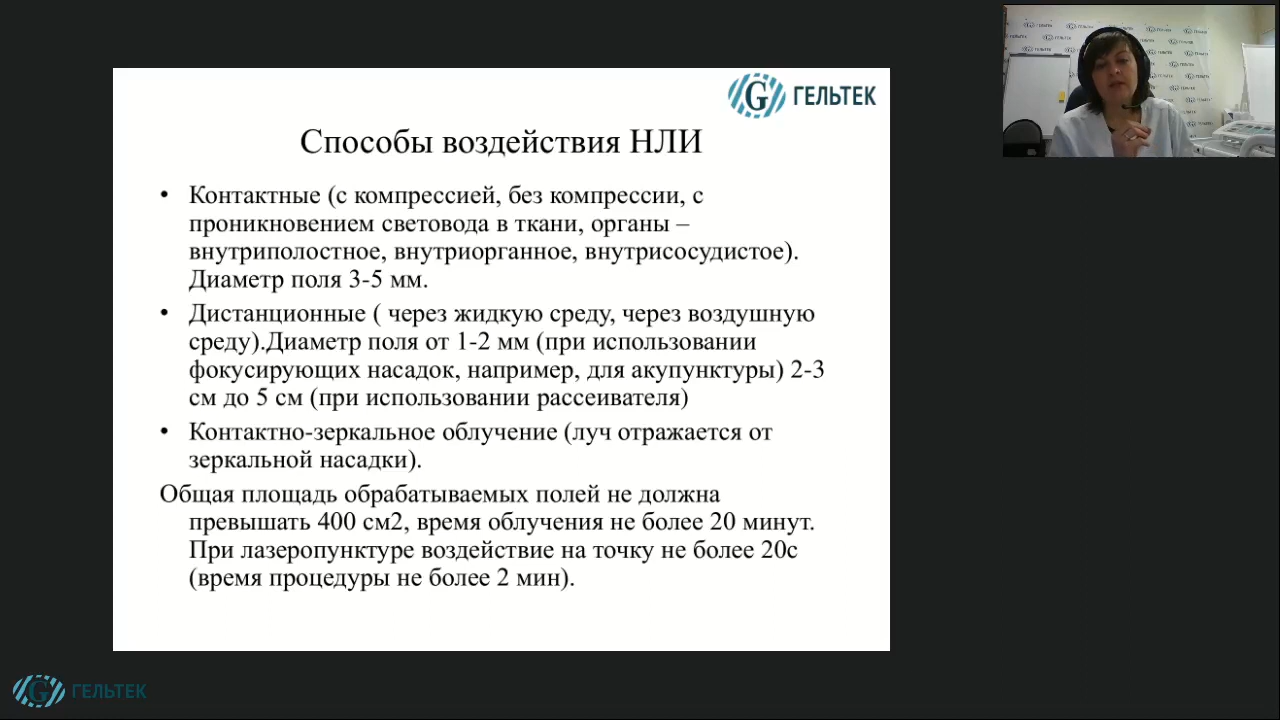 ГЕЛЬТЕК
Способы воздействия НЛИ
• Контактные (с компрессией, без компрессии, с
проникновением световода в ткани, органы –
внутриполостное, внутриорганное, внутрисосудистое).
Диаметр поля 3-5 мм.
• Дистанционные ( через жидкую среду, через воздушную
среду).Диаметр поля от 1-2 мм (при использовании
фокусирующих насадок, например, для акупунктуры) 2-3
см до 5 см (при использовании рассеивателя)
• Контактно-зеркальное облучение (луч отражается от
зеркальной насадки).
Общая площадь обрабатываемых полей не должна
превышать 400 см2, время облучения не более 20 минут.
При лазеропунктуре воздействие на точку не более 20с
(время процедуры не более 2 мин).
ГЕЛЬТЕК